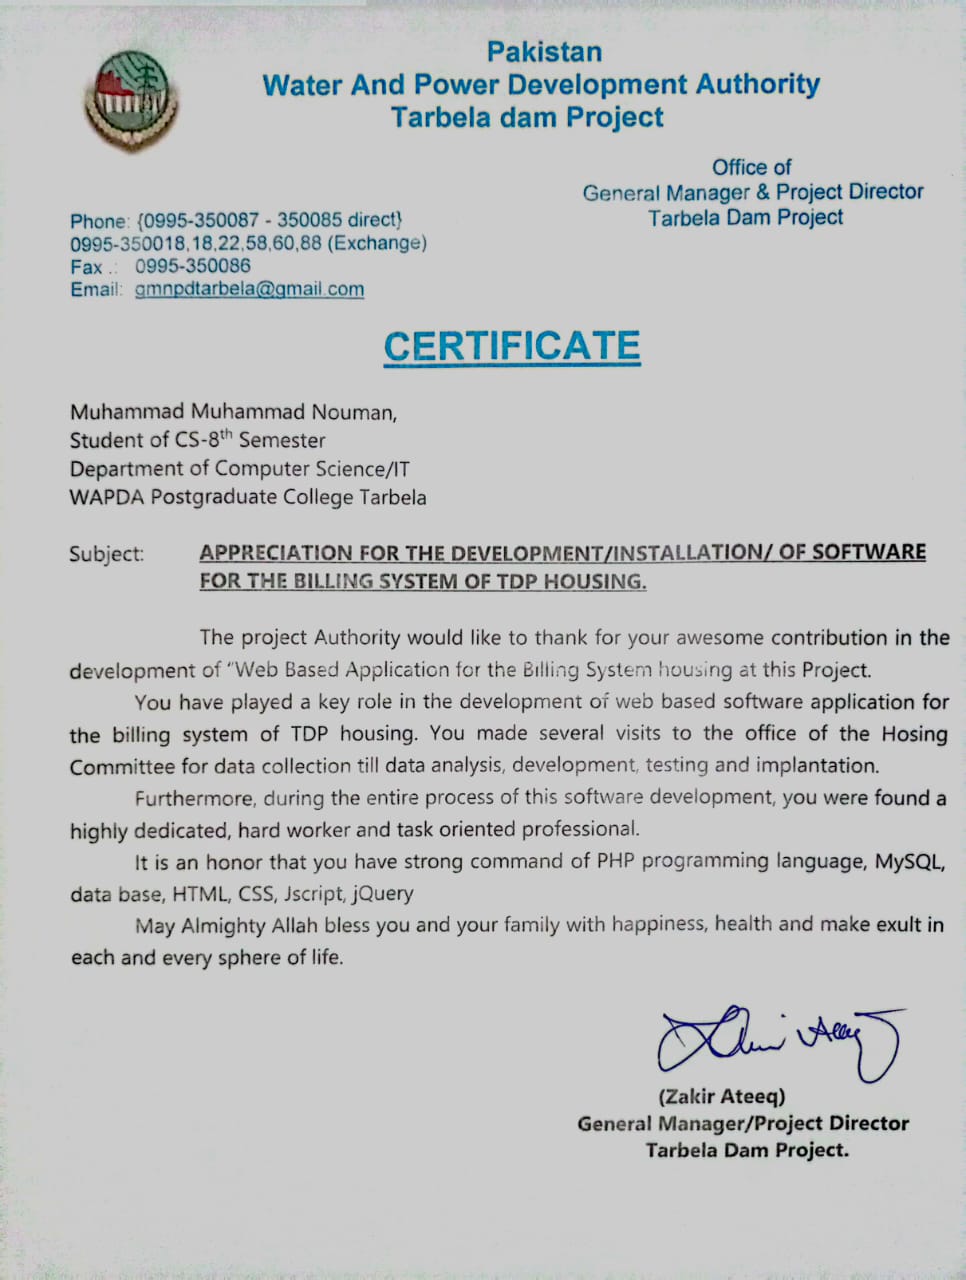 Pakistan
Water And Power Development Authority
Tarbela dam Project
Office of
General Manager & Project Director
Tarbela Dam Project
Phone: {0995-350087 - 350085 direct}
0995-350018,18,22,58,60,88 (Exchange)
Fax .: 0995-350086
Email: gmnpdtarbela@gmail.com
CERTIFICATE
Muhammad Muhammad Nouman,
Student of CS-8th Semester
Department of Computer Science/IT
WAPDA Postgraduate College Tarbela
Subject: APPRECIATION FOR THE DEVELOPMENT/INSTALLATION/ OF SOFTWARE
FOR THE BILLING SYSTEM OF TDP HOUSING.
The project Authority would like to thank for your awesome contribution in the
development of “Web Based Application for the Billing System housing at this Project.
You have played a key role in the development of web based software application for
the billing system of TDP housing. You made several visits to the office of the Hosing
Committee for data collection till data analysis, development, testing and implantation.
Furthermore, during the entire process of this software development, you were found a
highly dedicated, hard worker and task oriented professional.
It is an honor that you have strong command of PHP programming language, MySQL,
data base, HTML, CSS, Jscript, jQuery
May Almighty Allah bless you and your family with happiness, health and make exult in
each and every sphere of life.
(Zakir Ateeq)
General Manager/Project Director
Tarbela Dam Project.